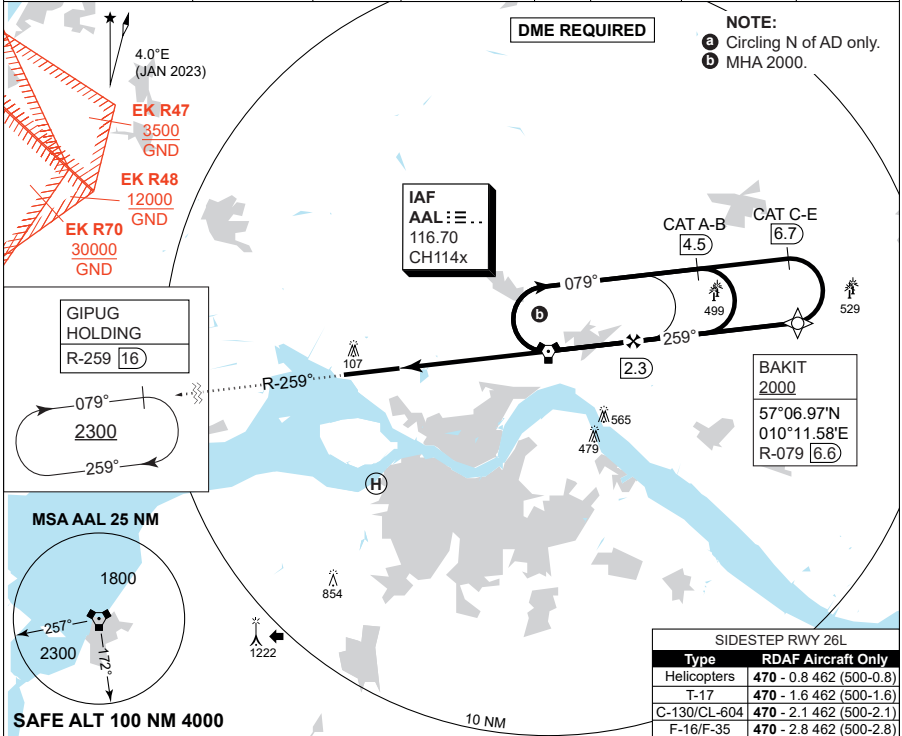 DME REQUIRED
NOTE:
a Circling N of AD only.
b MHA 2000.
4.0°E
(JAN 2023)
EK R47
3500
GND
EK R48
12000
GND
EK R70
30000
GND
IAF
AAL
116.70
CH114x
CAT A-B
4.5
CAT C-E
6.7
079°
b
499
529
259°
2.3
GIPUG
HOLDING
R-259 16
107
R-259°
079°
2300
259°
BAKIT
2000
57°06.97'N
010°11.58'E
R-079 6.6
565
479
H
MSA AAL 25 NM
1800
257°
2300
172°
854
1222
SAFE ALT 100 NM 4000
10 NM
SIDESTEP RWY 26L
Type RDAF Aircraft Only
Helicopters 470 - 0.8 462 (500-0.8)
T-17 470 - 1.6 462 (500-1.6)
C-130/CL-604 470 - 2.1 462 (500-2.1)
F-16/F-35 470 - 2.8 462 (500-2.8)